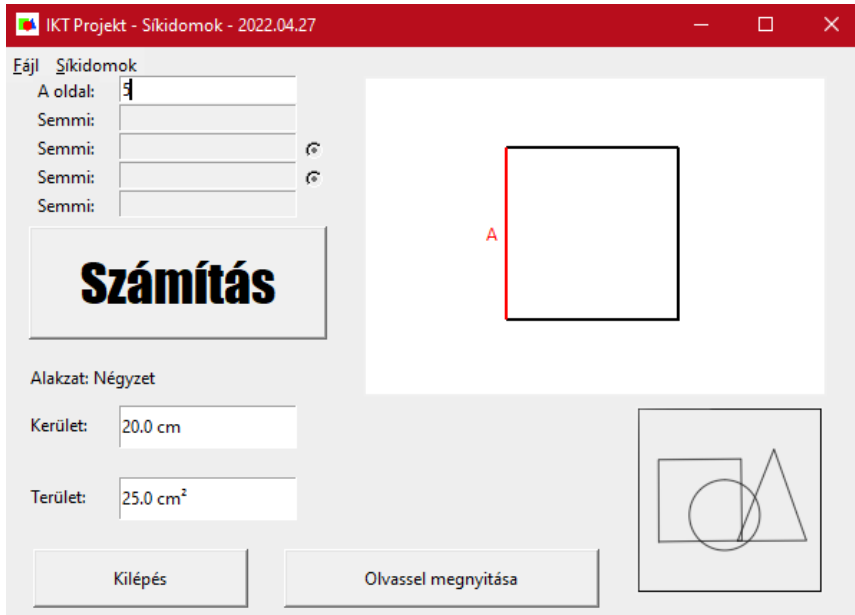 IKT Projekt - Síkidomok - 2022.04.27
Fájl Síkidomok
A oldal: 5
Semmi:
Semmi:
Semmi:
Semmi:
Számítás
A
Alakzat: Négyzet
Kerület: 20.0 cm
Terület: 25.0 cm²
Kilépés
Olvassel megnyitása